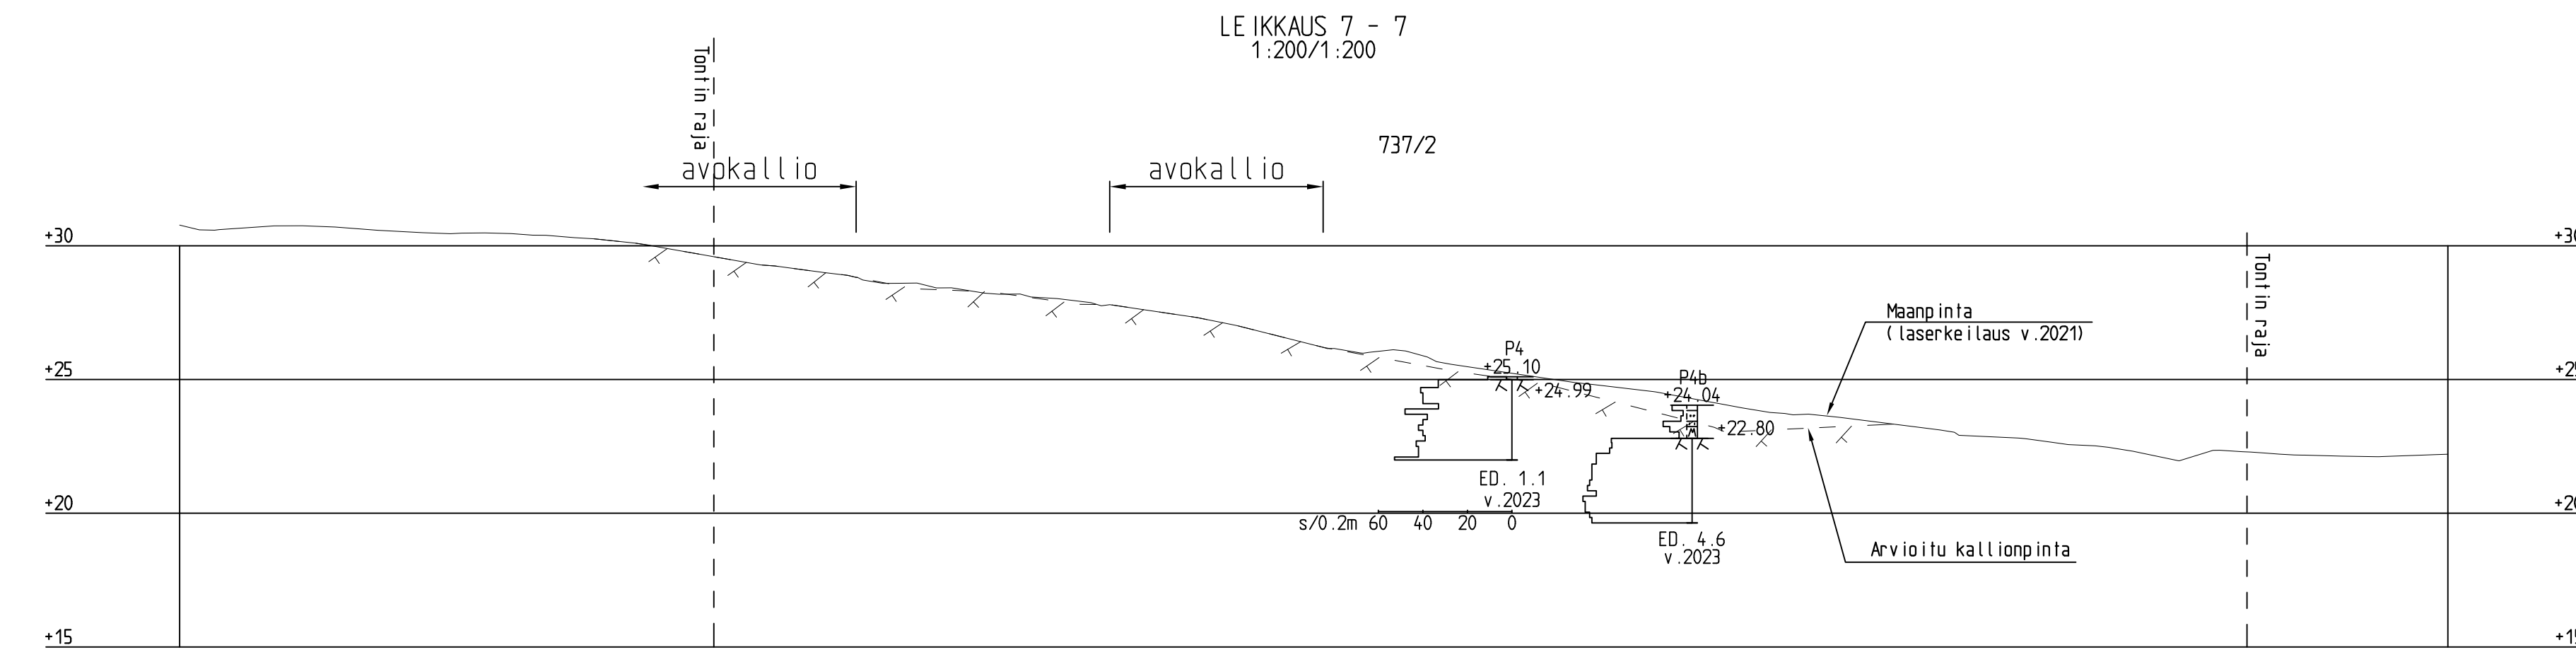 LEIKKAUS 7 - 7
1:200/1:200
Tontin raja
737/2
avokallio
avokallio
+30
+30
Tontin raja
Maanpinta
(laserkeilaus v.2021)
P4
+25.10
+25
+25
P4b
+24.99
+24.04
+22.80
ED. 1.1
v.2023
+20
+20
s/0.2m 60 40 20 0
ED. 4.6
v.2023
Arvioitu kallionpinta
+15
+15